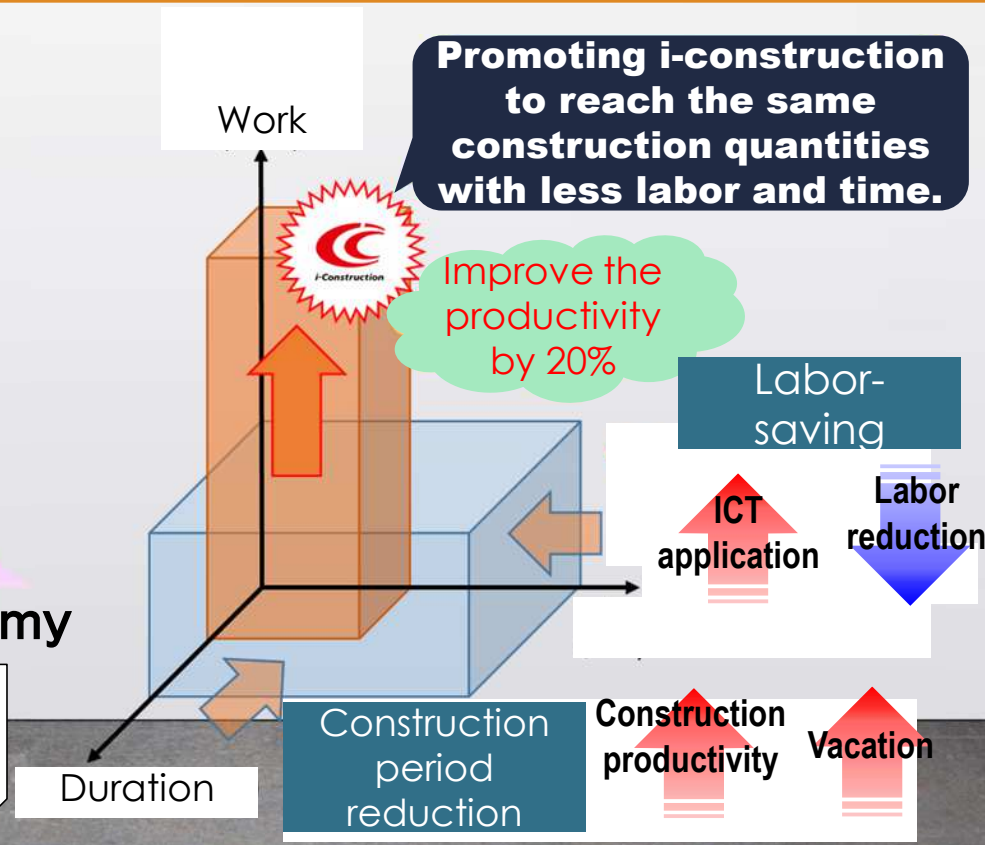 Promoting i-construction
to reach the same
construction quantities
with less labor and time.
Work
i-Construction
Improve the
productivity
by 20%
Labor-
saving
ICT
application
Labor
reduction
my
Construction
period
reduction
Construction
productivity
Vacation
Duration